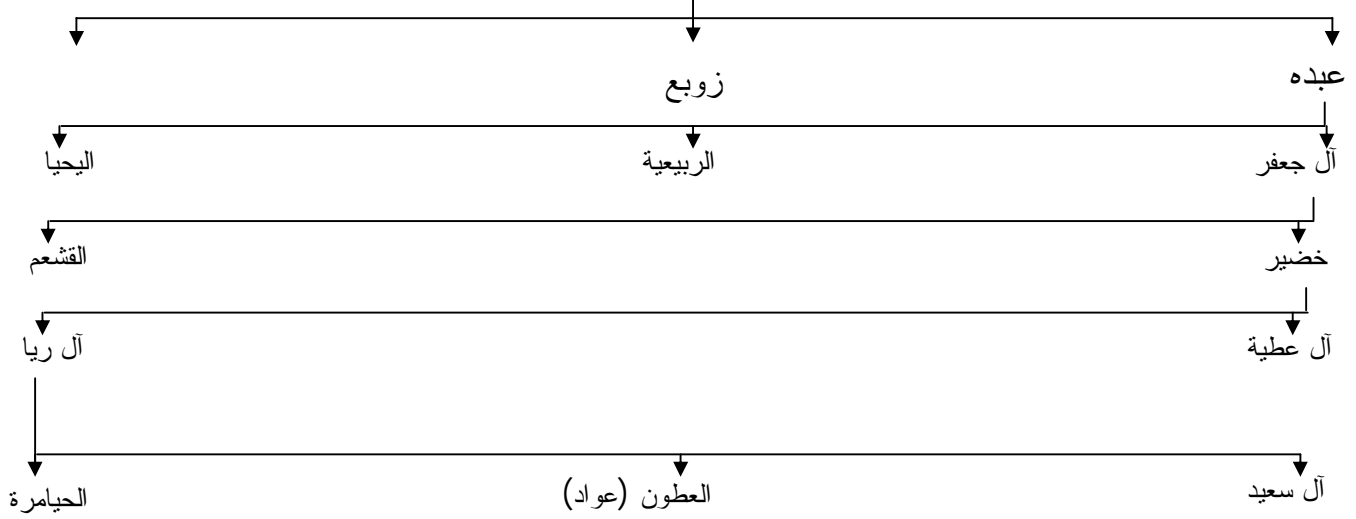 عبده زوبع
آل جعفر الربيعية اليحيا
خضير القشعم
آل عطية آل ريا
آل سعيد العطون (عواد) الحيامرة